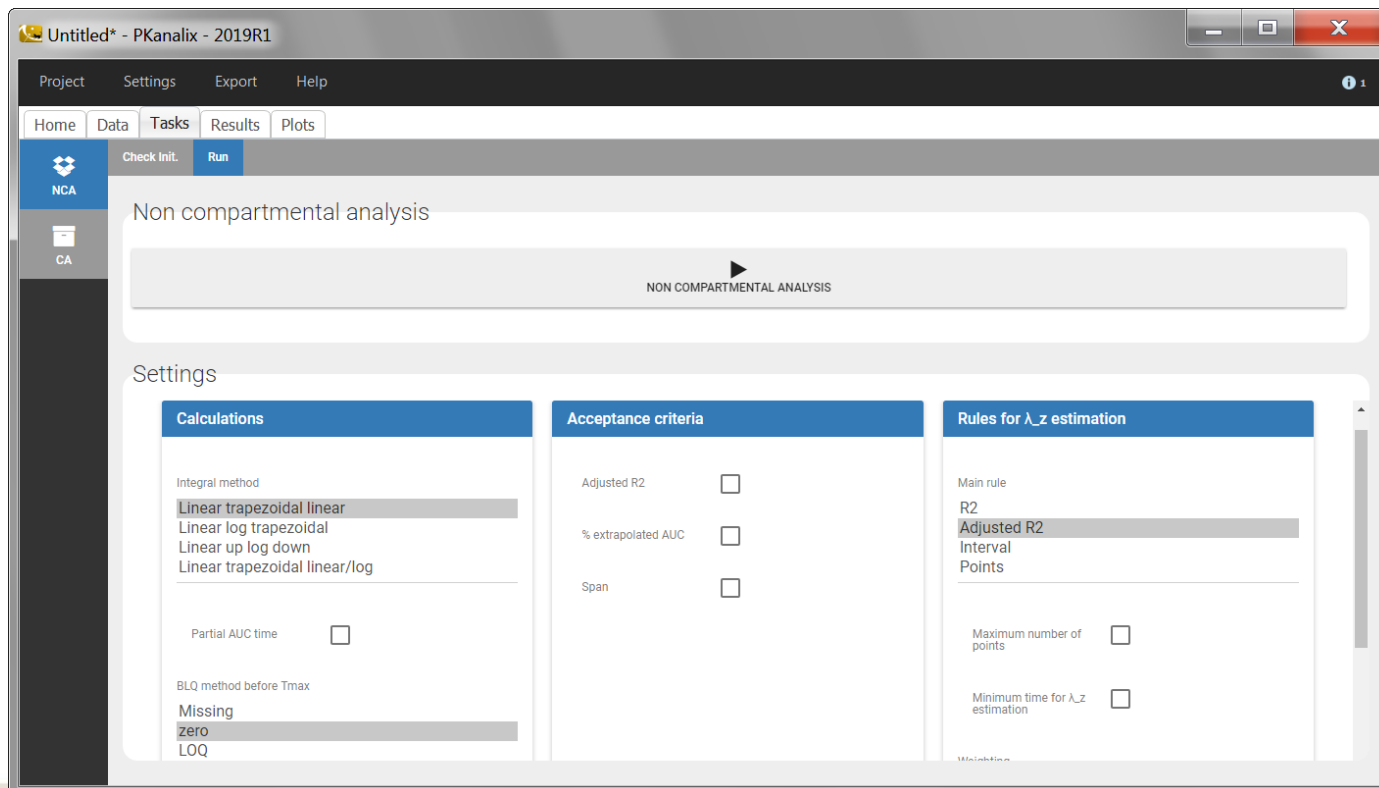 Untitled* - PKanalix - 2019R1
Project Settings Export Help 1
Home Data Tasks Results Plots
NCA
CA
Check Init. Run
Non compartmental analysis
NON COMPARTMENTAL ANALYSIS
Settings
Calculations
Integral method
Linear trapezoidal linear
Linear log trapezoidal
Linear up log down
Linear trapezoidal linear/log
Partial AUC time
BLQ method before Tmax
Missing
zero
LOQ
Acceptance criteria
Adjusted R2
% extrapolated AUC
Span
Rules for λ_z estimation
Main rule
R2
Adjusted R2
Interval
Points
Maximum number of
points
Minimum time for λ_z
estimation
Weighting